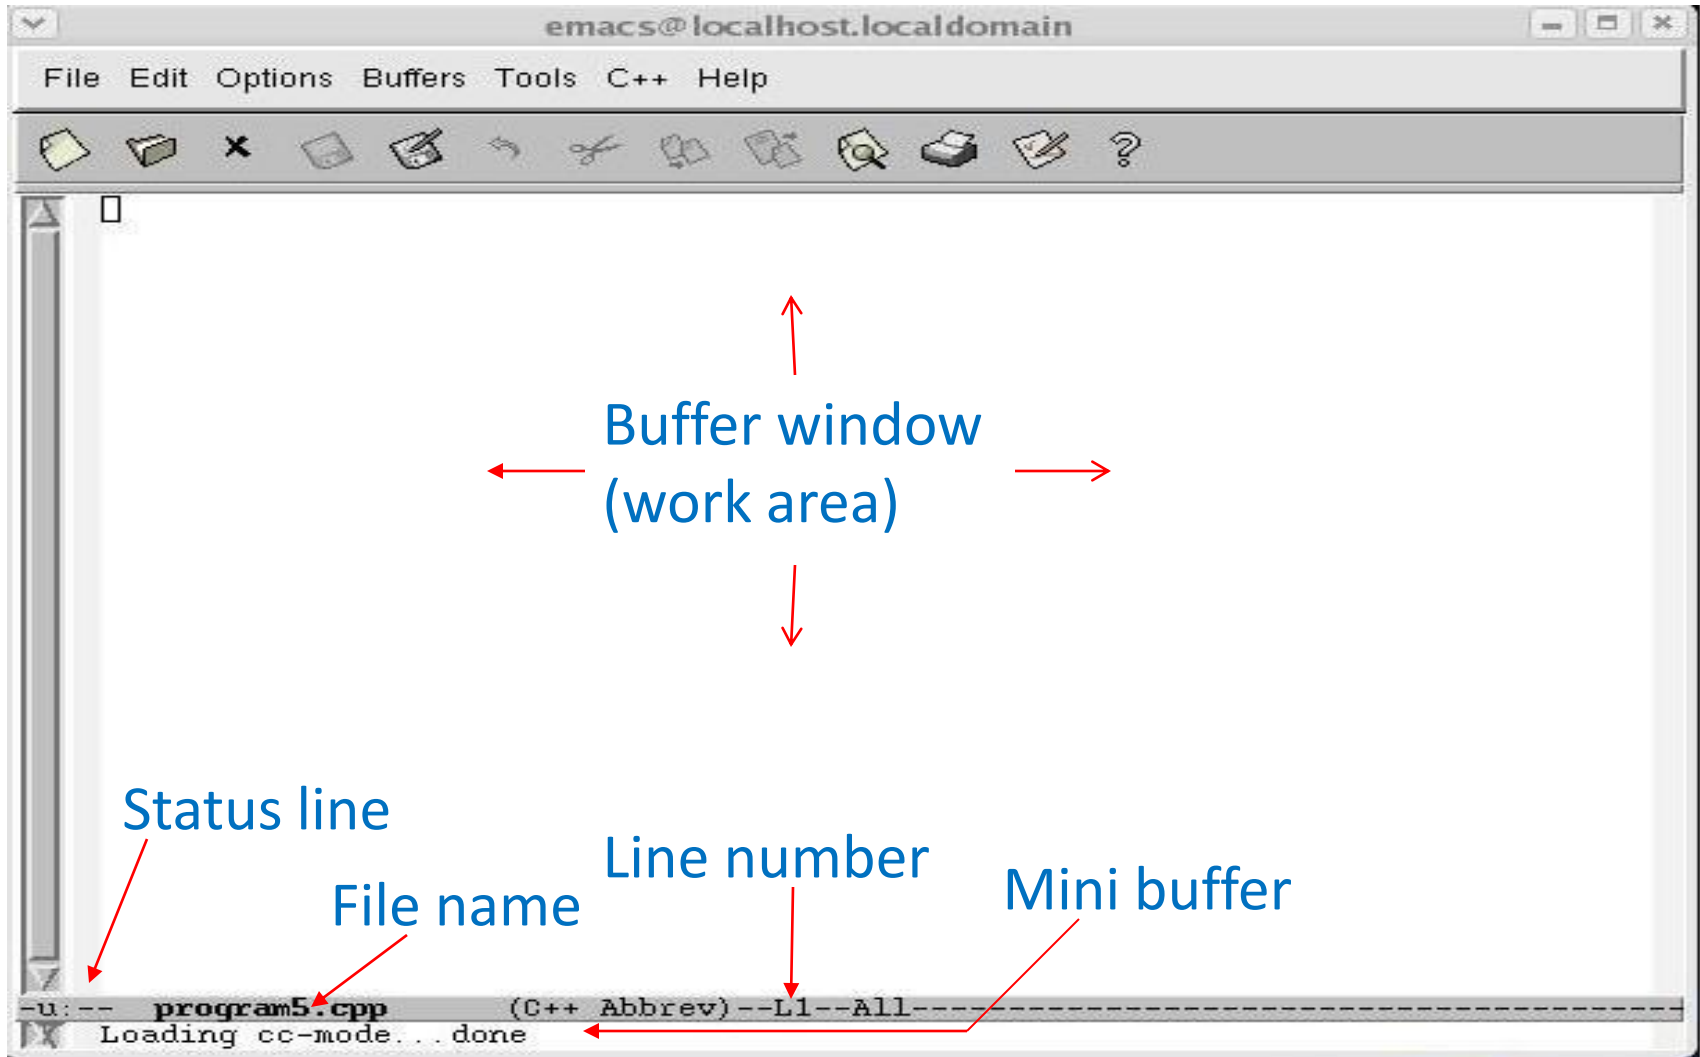 emacs@localhost.localdomain
File Edit Options Buffers Tools C++ Help
Buffer window
(work area)
Status line
Line number
Mini buffer
File name
-u:-- program5.cpp (C++ Abbrev)--L1--All----------------------------------------
Loading cc-mode...done